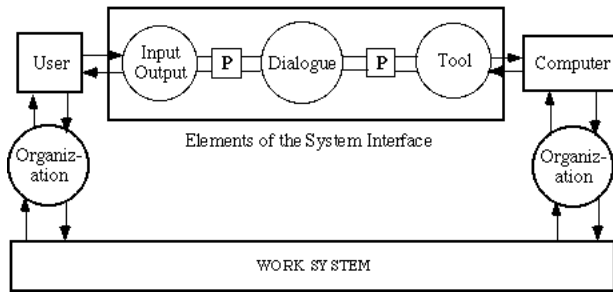 User
Input
Output
P
Dialogue
P
Tool
Computer
Elements of the System Interface
Organiz-
ation
Organiz-
ation
WORK SYSTEM